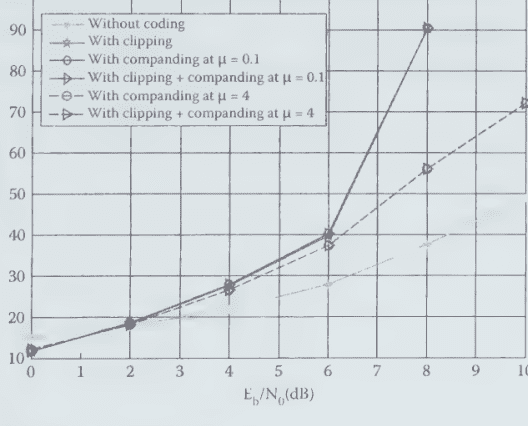 90
80
70
60
50
40
30
20
10
Without coding
With clipping
With companding at μ = 0.1
With clipping + companding at μ = 0.1
With companding at μ = 4
With clipping + companding at μ = 4
0 1 2 3 4 5 6 7 8 9 10
E_b/N_0(dB)